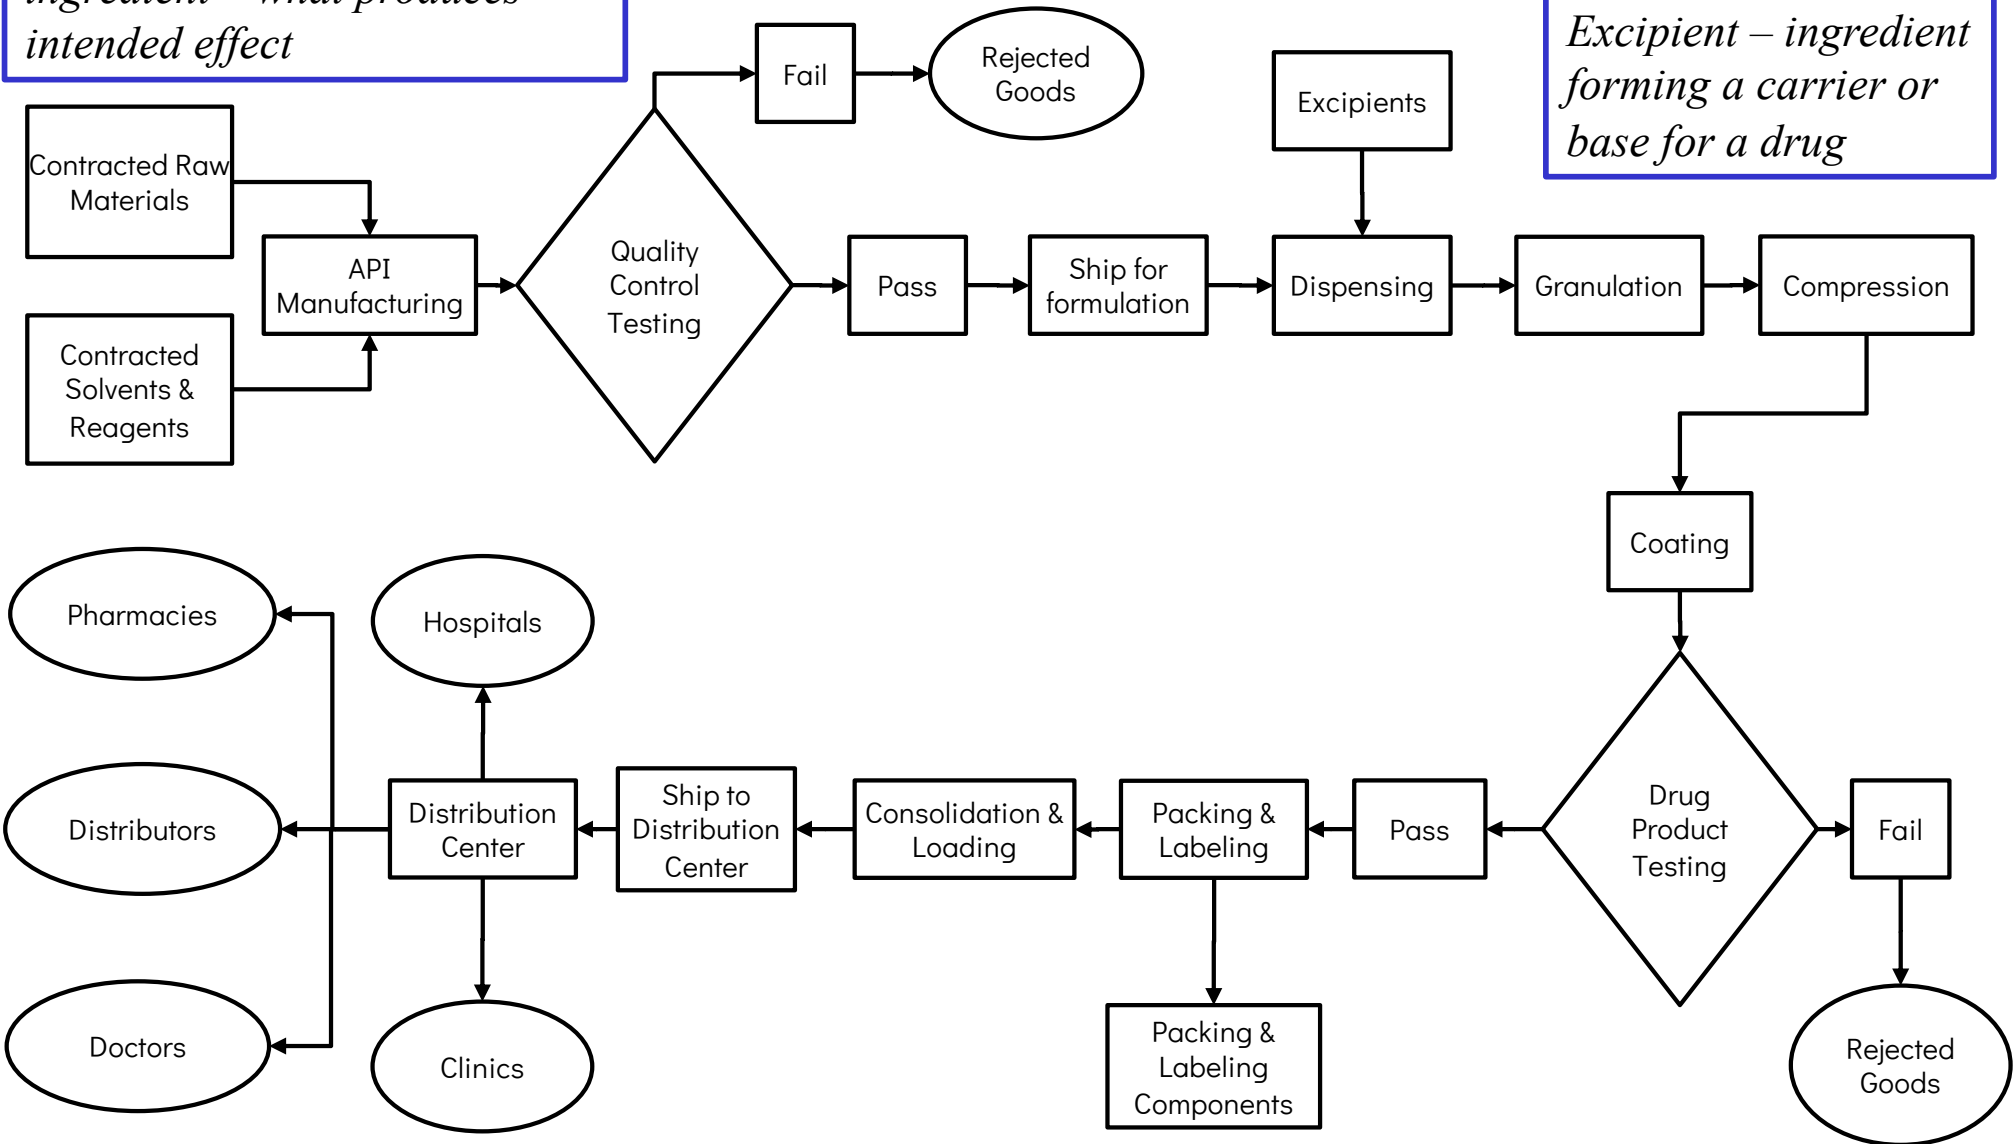 ingredient – what produces
intended effect
Excipient – ingredient
forming a carrier or
base for a drug
Fail
Rejected
Goods
Excipients
Contracted Raw
Materials
API
Manufacturing
Quality
Control
Testing
Pass
Ship for
formulation
Dispensing
Granulation
Compression
Contracted
Solvents &
Reagents
Coating
Pharmacies
Hospitals
Distributors
Distribution
Center
Ship to
Distribution
Center
Consolidation &
Loading
Packing &
Labeling
Pass
Drug
Product
Testing
Fail
Doctors
Clinics
Packing &
Labeling
Components
Rejected
Goods